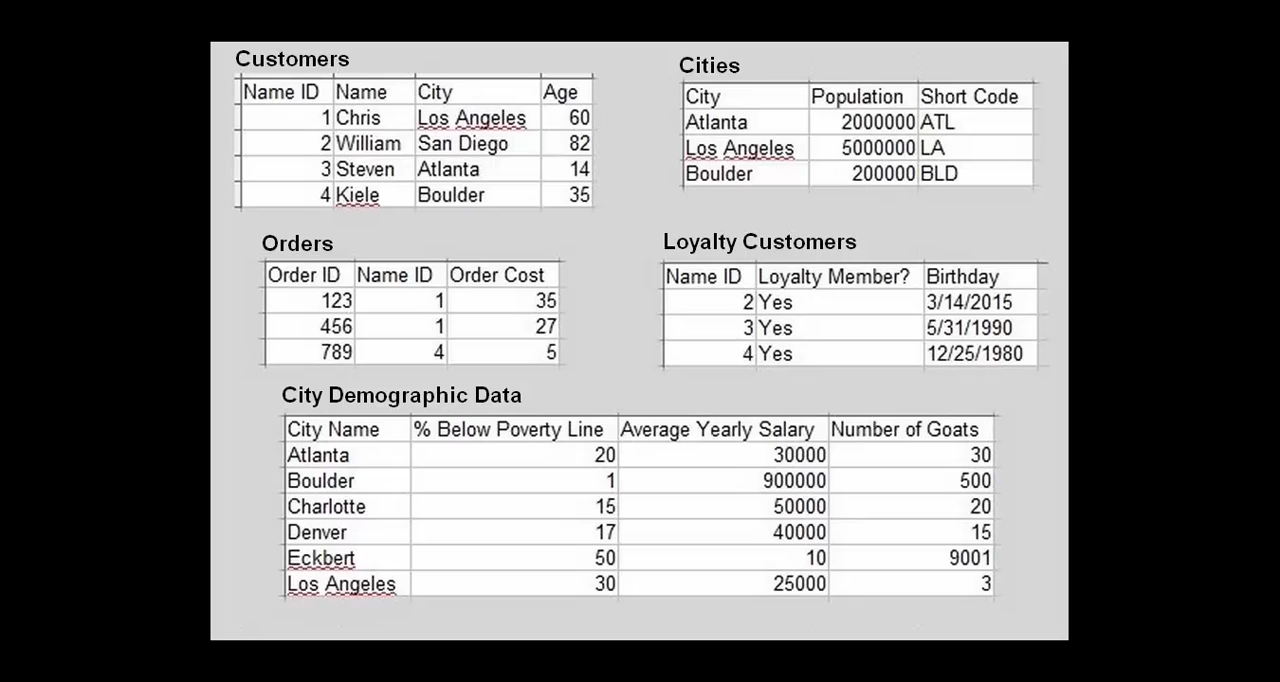 Customers
Name ID Name City Age
1 Chris Los Angeles 60
2 William San Diego 82
3 Steven Atlanta 14
4 Kiele Boulder 35
Cities
City Population Short Code
Atlanta 2000000 ATL
Los Angeles 5000000 LA
Boulder 200000 BLD
Orders
Order ID Name ID Order Cost
123 1 35
456 1 27
789 4 5
Loyalty Customers
Name ID Loyalty Member? Birthday
2 Yes 3/14/2015
3 Yes 5/31/1990
4 Yes 12/25/1980
City Demographic Data
City Name % Below Poverty Line Average Yearly Salary Number of Goats
Atlanta 20 30000 30
Boulder 1 900000 500
Charlotte 15 50000 20
Denver 17 40000 15
Eckbert 50 10 9001
Los Angeles 30 25000 3